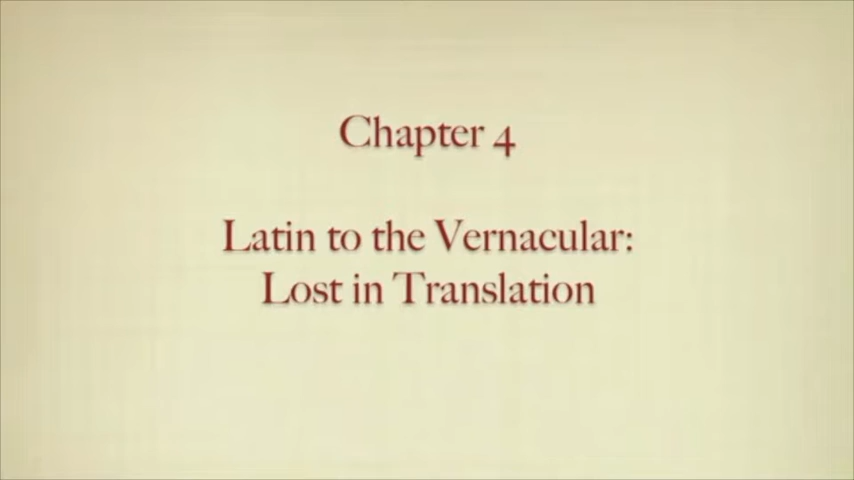 Chapter 4
Latin to the Vernacular:
Lost in Translation